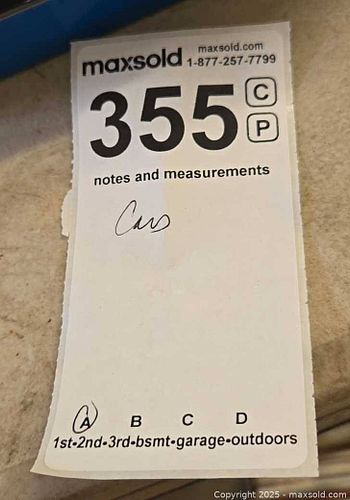 maxsold maxsold.com
1-877-257-7799
355 C
P
notes and measurements
Cars
A B C D
1st-2nd-3rd-bsmt-garage-outdoors
Copyright © 2025 - maxsold.com